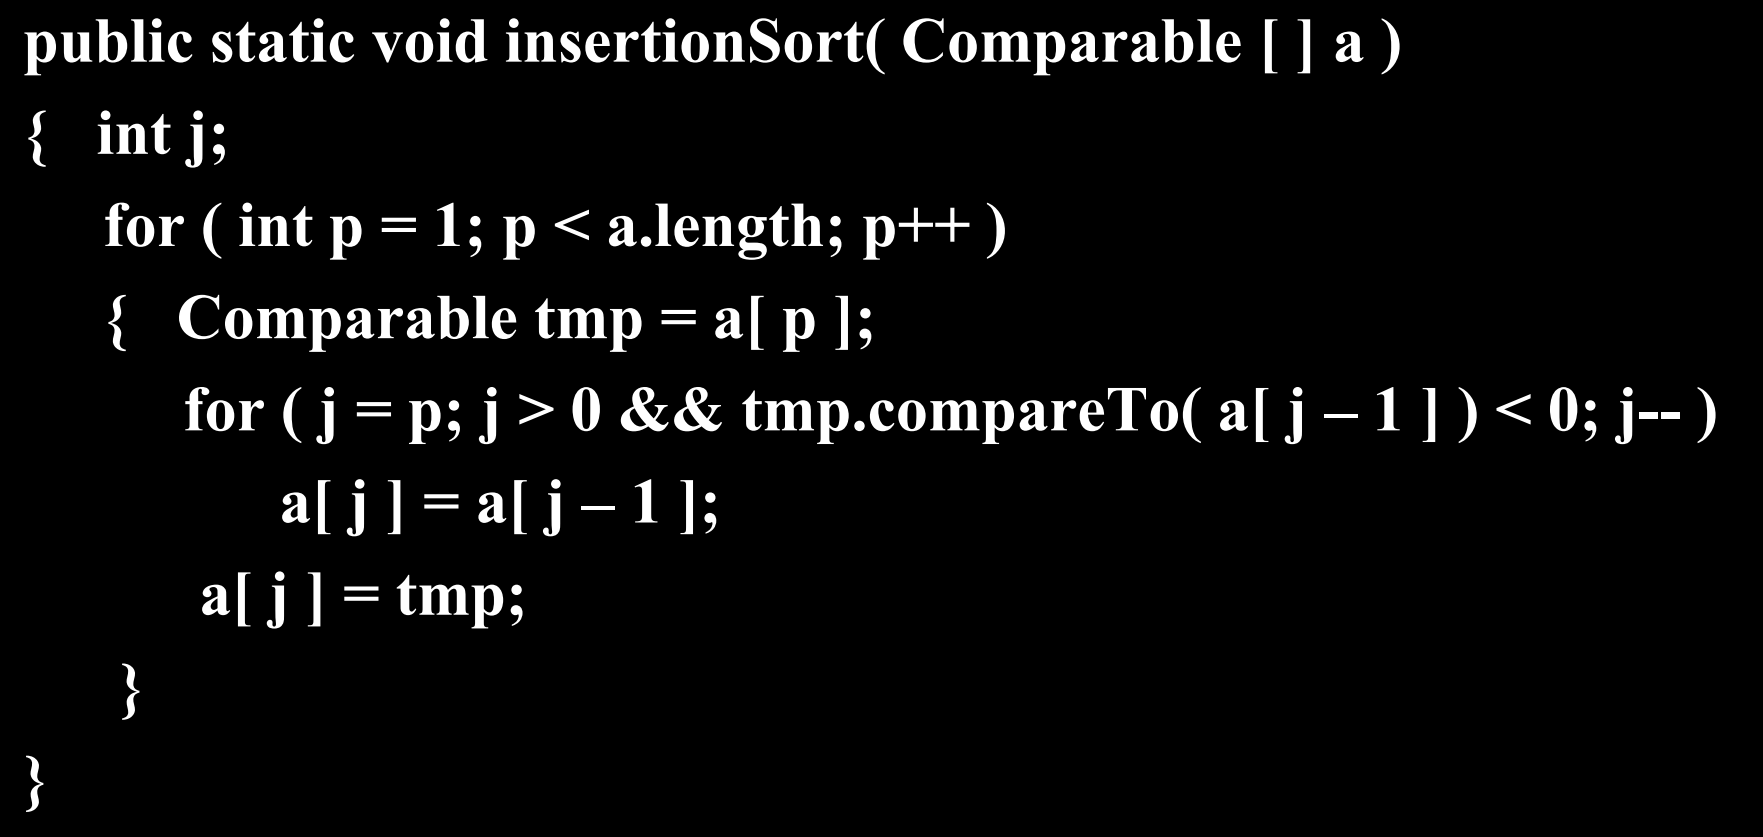 public static void insertionSort( Comparable [ ] a )
{ int j;
for ( int p = 1; p < a.length; p++ )
{ Comparable tmp = a[ p ];
for ( j = p; j > 0 && tmp.compareTo( a[ j – 1 ] ) < 0; j-- )
a[ j ] = a[ j – 1 ];
a[ j ] = tmp;
}
}